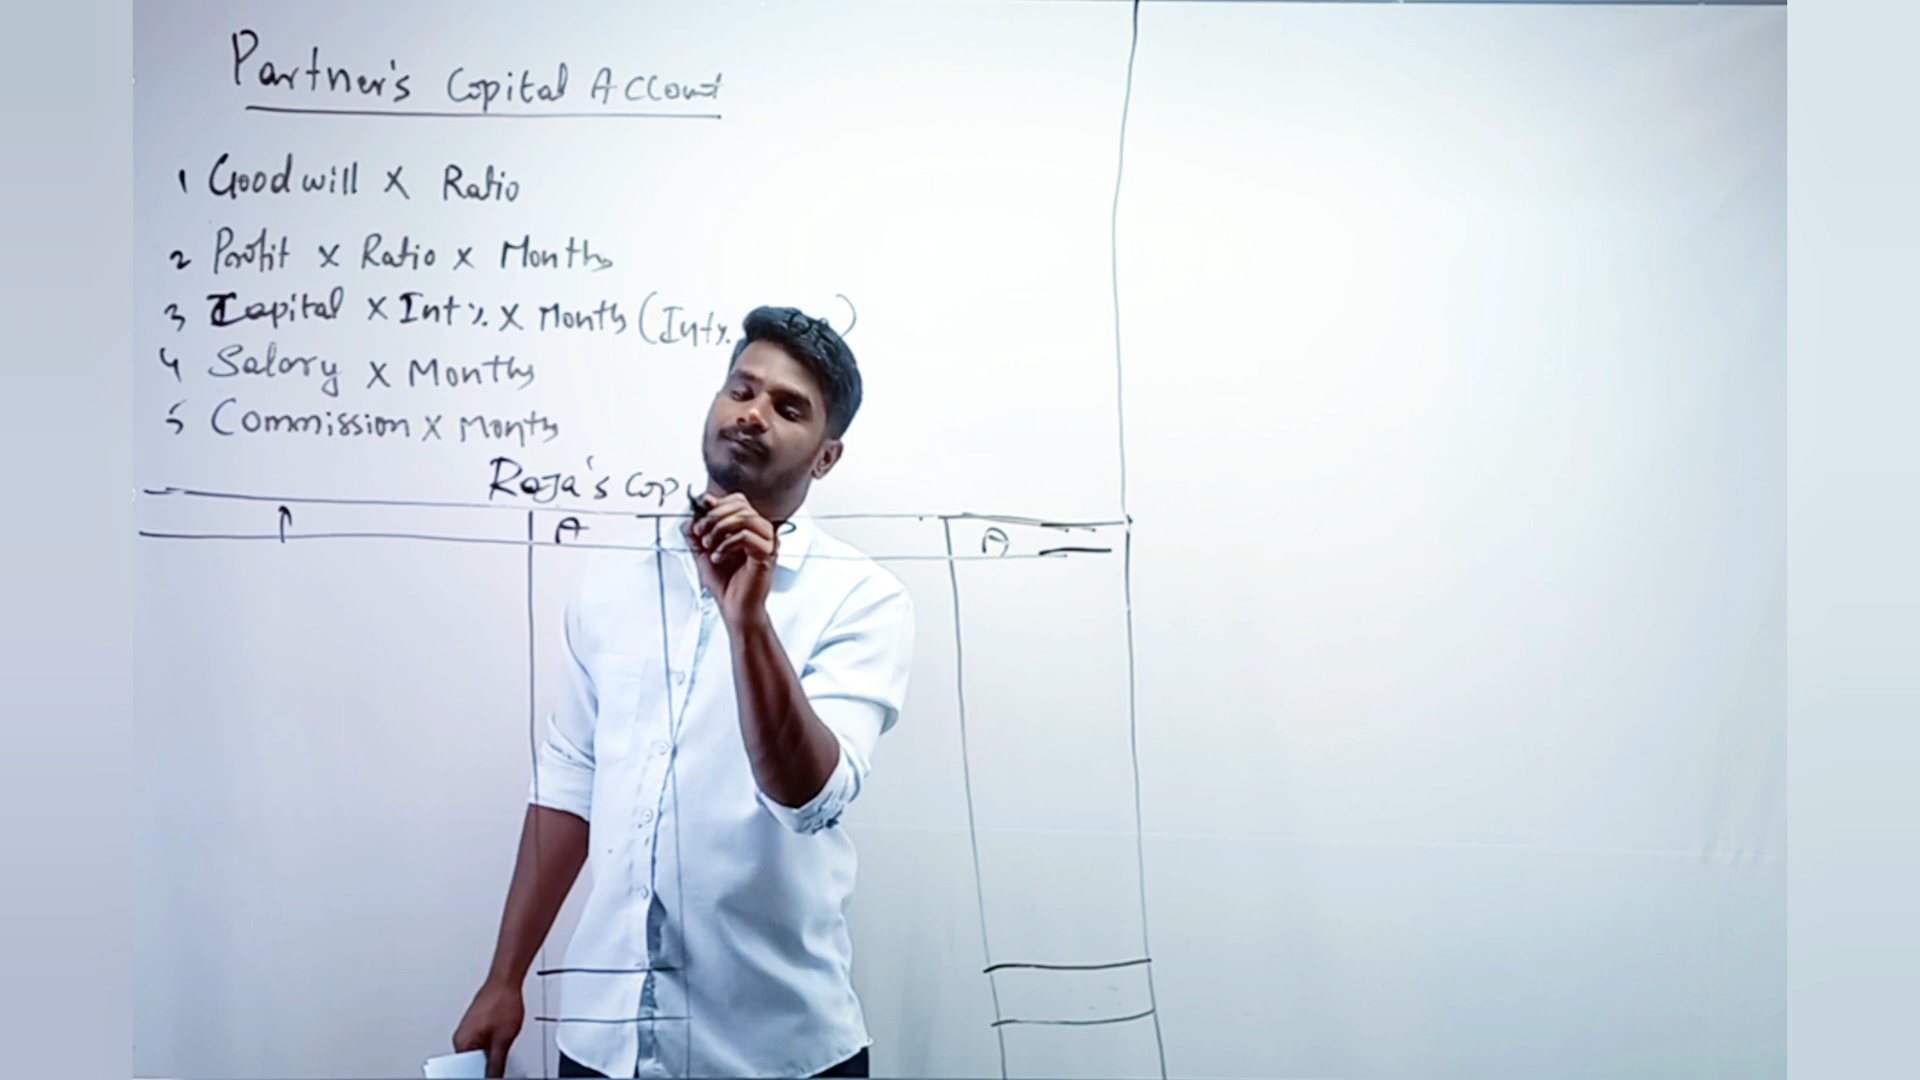 Partner's Capital Account
1 Goodwill X Ratio
2 Profit x Ratio x Months
3 Capital X Int % X Month (Int %. )
4 Salary X Months
5 Commission X Months
Raja's Cap
P A P A